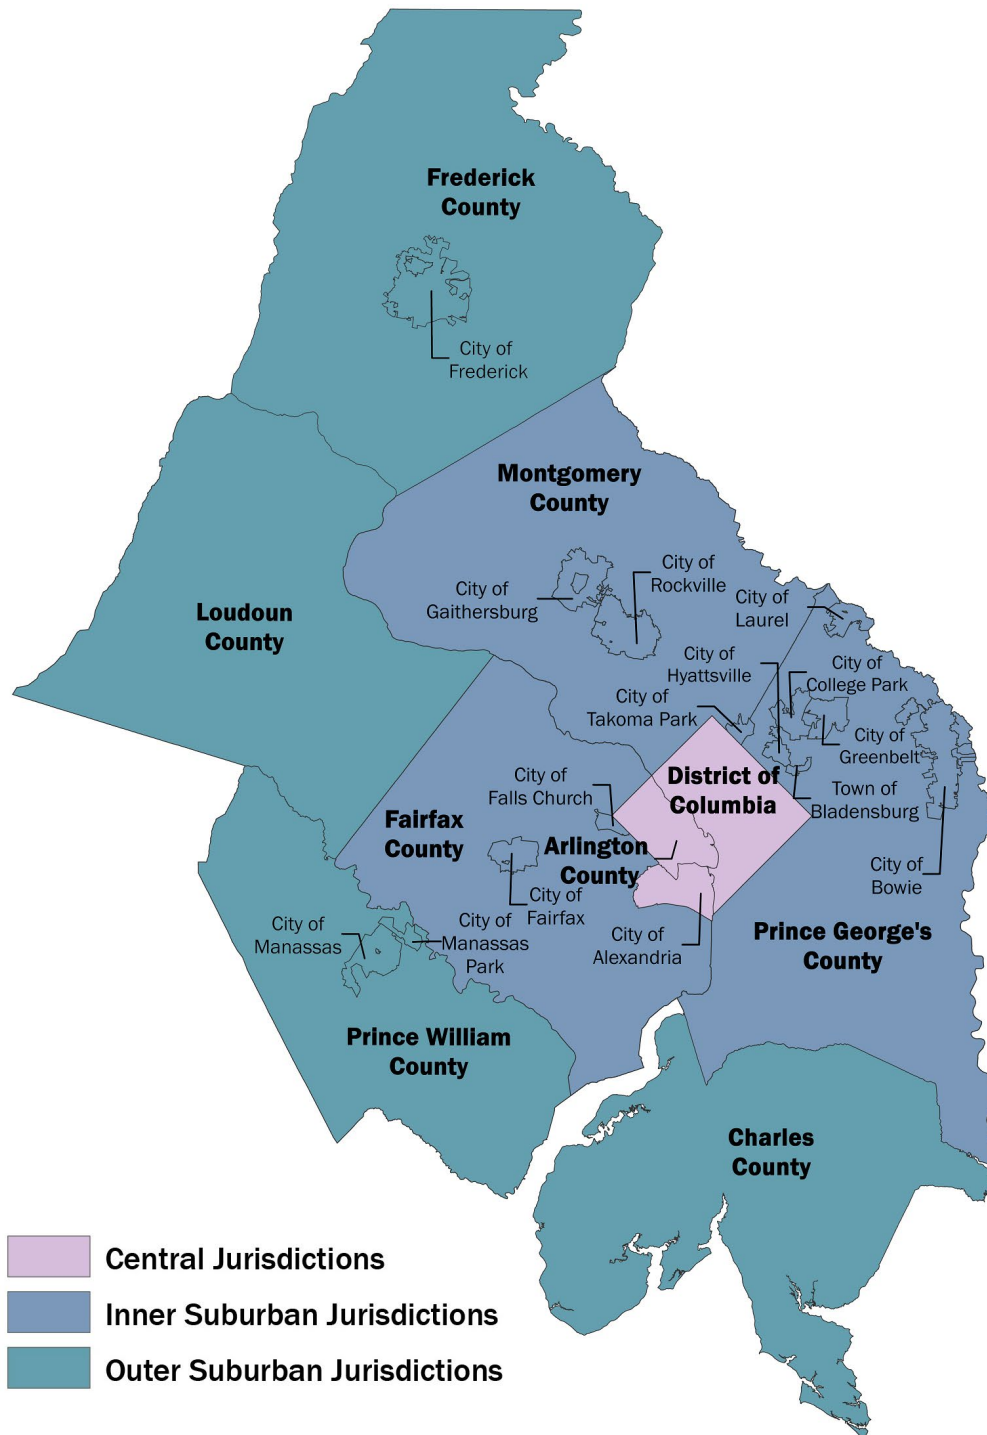 Frederick
County
City of
Frederick
Montgomery
County
City of
Rockville
City of
Gaithersburg
City of
Laurel
Loudoun
County
City of
Hyattsville
City of
College Park
City of
Takoma Park
City of
Greenbelt
District of
Columbia
City of
Falls Church
Town of
Bladensburg
Fairfax
County
Arlington
County
City of
Bowie
City of
Fairfax
City of
Manassas
City of
Manassas
Park
City of
Alexandria
Prince George's
County
Prince William
County
Charles
County
Central Jurisdictions
Inner Suburban Jurisdictions
Outer Suburban Jurisdictions